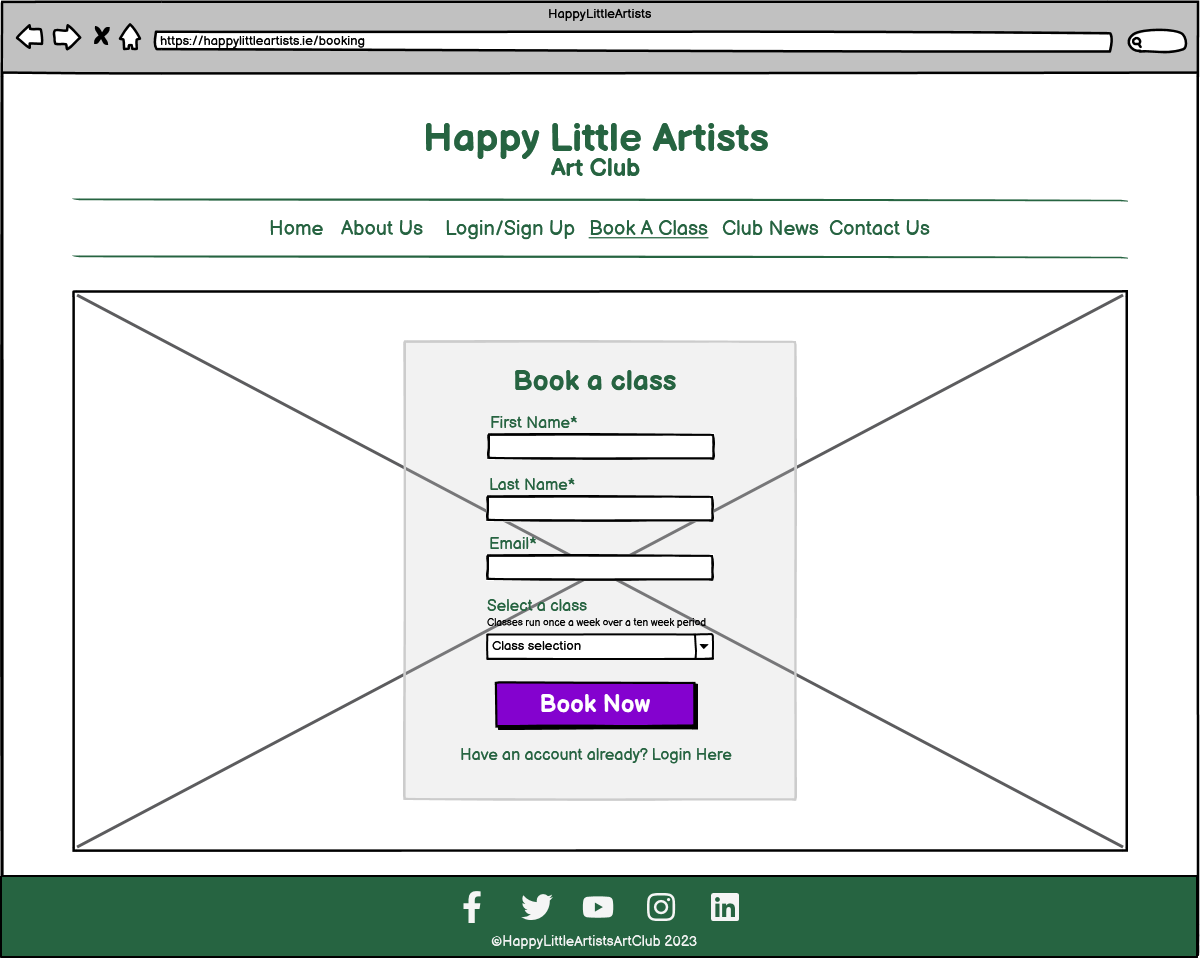 HappyLittleArtists
https://happylittleartists.ie/booking
Happy Little Artists
Art Club
Home About Us Login/Sign Up Book A Class Club News Contact Us
Book a class
First Name*
Last Name*
Email*
Select a class
Classes run once a week over a ten week period
Class selection
Book Now
Have an account already? Login Here
©HappyLittleArtistsArtClub 2023